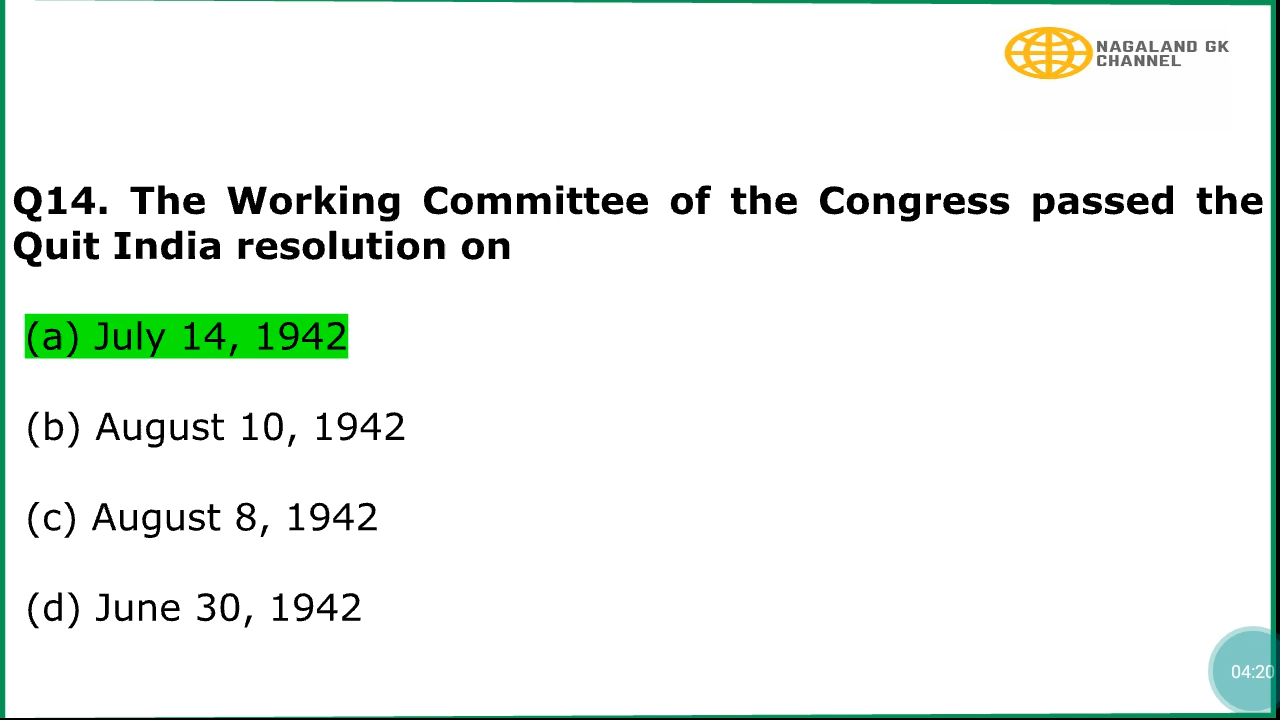 NAGALAND GK
CHANNEL
Q14. The Working Committee of the Congress passed the
Quit India resolution on
(a) July 14, 1942
(b) August 10, 1942
(c) August 8, 1942
(d) June 30, 1942
04:20